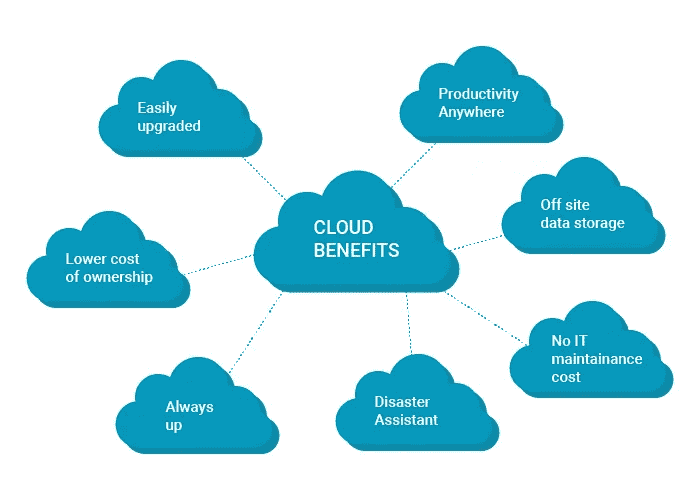 Easily
upgraded
Productivity
Anywhere
CLOUD
BENEFITS
Off site
data storage
Lower cost
of ownership
No IT
maintainance
cost
Always
up
Disaster
Assistant